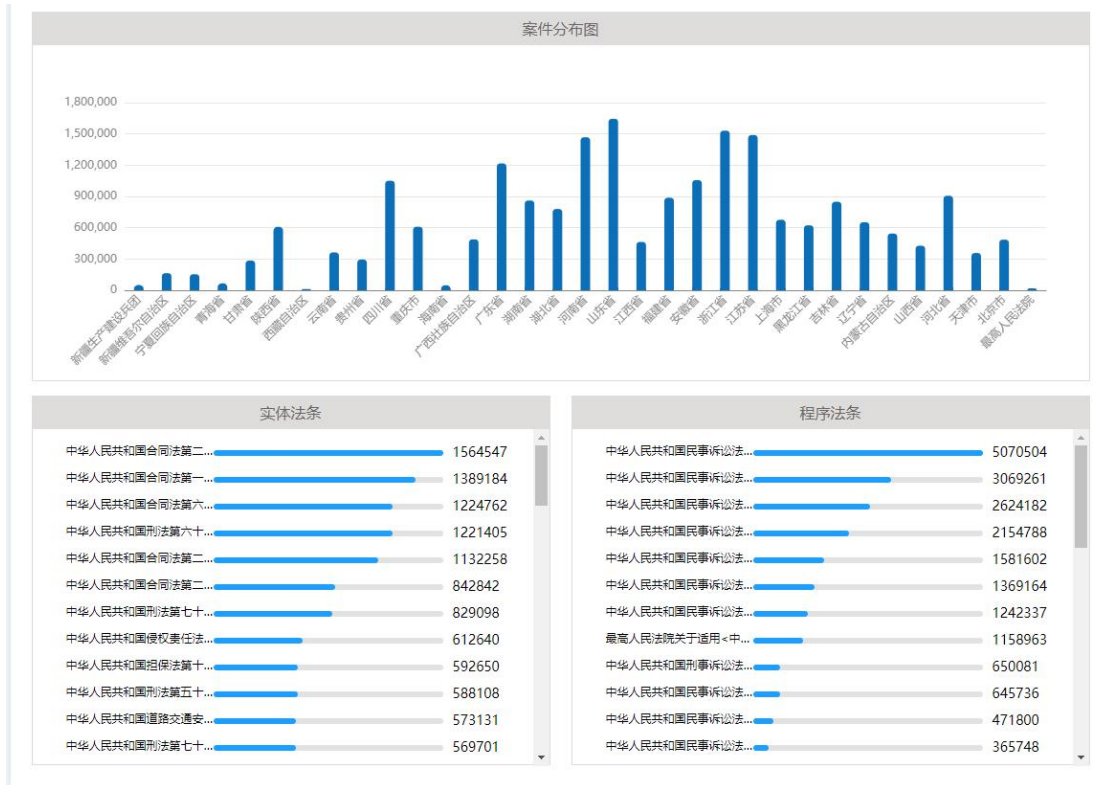 案件分布图
1,800,000
1,500,000
1,200,000
900,000
600,000
300,000
0
新疆生产建设兵团
新疆维吾尔自治区
宁夏回族自治区
青海省
甘肃省
陕西省
西藏自治区
云南省
贵州省
四川省
重庆市
海南省
广西壮族自治区
广东省
湖南省
湖北省
河南省
山东省
江西省
福建省
安徽省
浙江省
江苏省
上海市
黑龙江省
吉林省
辽宁省
内蒙古自治区
山西省
河北省
天津市
北京市
最高人民法院
实体法条
中华人民共和国合同法第二... 1564547
中华人民共和国合同法第一... 1389184
中华人民共和国合同法第六... 1224762
中华人民共和国刑法第六十... 1221405
中华人民共和国合同法第二... 1132258
中华人民共和国合同法第二... 842842
中华人民共和国刑法第七十... 829098
中华人民共和国侵权责任法... 612640
中华人民共和国担保法第十... 592650
中华人民共和国刑法第五十... 588108
中华人民共和国道路交通安... 573131
中华人民共和国刑法第七十... 569701
程序法条
中华人民共和国民事诉讼法... 5070504
中华人民共和国民事诉讼法... 3069261
中华人民共和国民事诉讼法... 2624182
中华人民共和国民事诉讼法... 2154788
中华人民共和国民事诉讼法... 1581602
中华人民共和国民事诉讼法... 1369164
中华人民共和国民事诉讼法... 1242337
最高人民法院关于适用<中... 1158963
中华人民共和国刑事诉讼法... 650081
中华人民共和国民事诉讼法... 645736
中华人民共和国民事诉讼法... 471800
中华人民共和国民事诉讼法... 365748